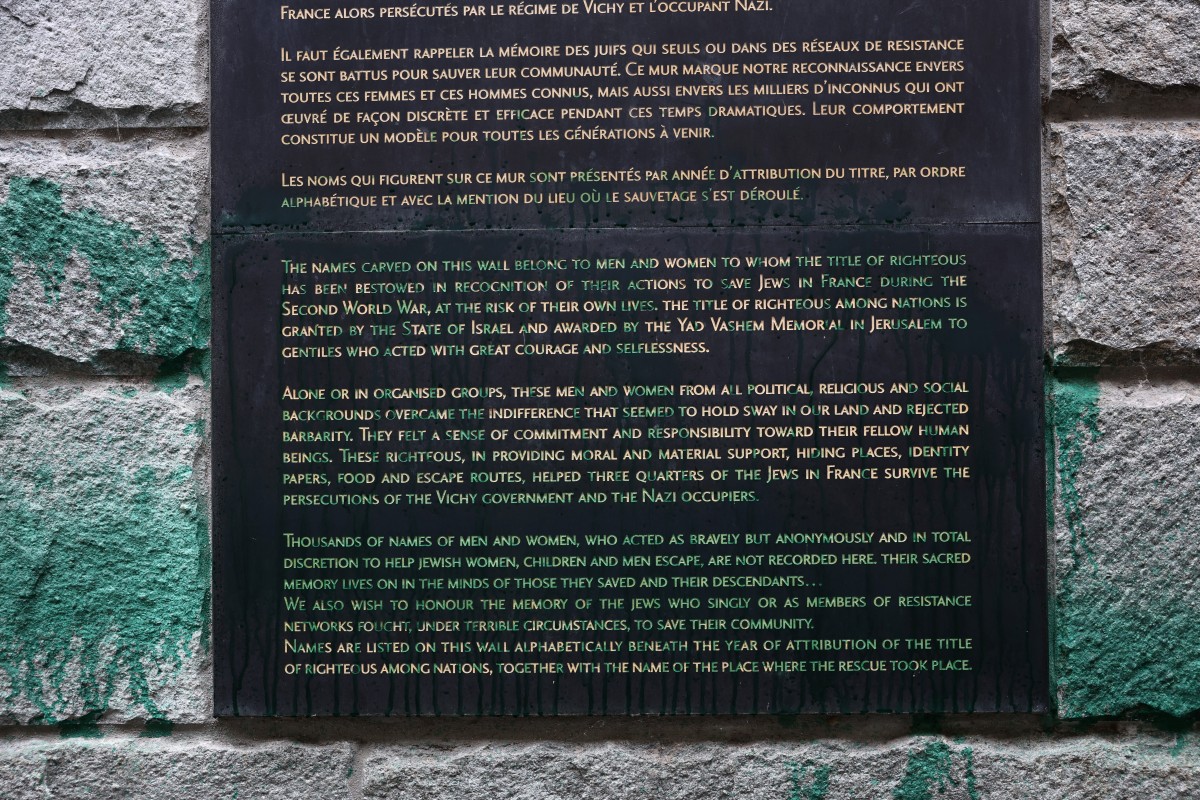 France alors persécutés par le régime de Vichy et l'occupant Nazi.
Il faut également rappeler la mémoire des juifs qui seuls ou dans des réseaux de resistance
se sont battus pour sauver leur communauté. Ce mur marque notre reconnaissance envers
toutes ces femmes et ces hommes connus, mais aussi envers les milliers d'inconnus qui ont
œuvré de façon discrète et efficace pendant ces temps dramatiques. Leur comportement
constitue un modèle pour toutes les générations à venir.
Les noms qui figurent sur ce mur sont présentés par année d'attribution du titre, par ordre
alphabétique et avec la mention du lieu où le sauvetage s'est déroulé.
The names carved on this wall belong to men and women to whom the title of righteous
has been bestowed in recognition of their actions to save Jews in France during the
Second World War, at the risk of their own lives. The title of righteous among nations is
granted by the State of Israel and awarded by the Yad Vashem Memorial in Jerusalem to
gentiles who acted with great courage and selflessness.
Alone or in organised groups, these men and women from all political, religious and social
backgrounds overcame the indifference that seemed to hold sway in our land and rejected
barbarity. They felt a sense of commitment and responsibility toward their fellow human
beings. These righteous, in providing moral and material support, hiding places, identity
papers, food and escape routes, helped three quarters of the Jews in France survive the
persecutions of the Vichy government and the Nazi occupiers.
Thousands of names of men and women, who acted as bravely but anonymously and in total
discretion to help jewish women, children and men escape, are not recorded here. Their sacred
memory lives on in the minds of those they saved and their descendants...
We also wish to honour the memory of the jews who singly or as members of resistance
networks fought, under terrible circumstances, to save their community.
Names are listed on this wall alphabetically beneath the year of attribution of the title
of righteous among nations, together with the name of the place where the rescue took place.